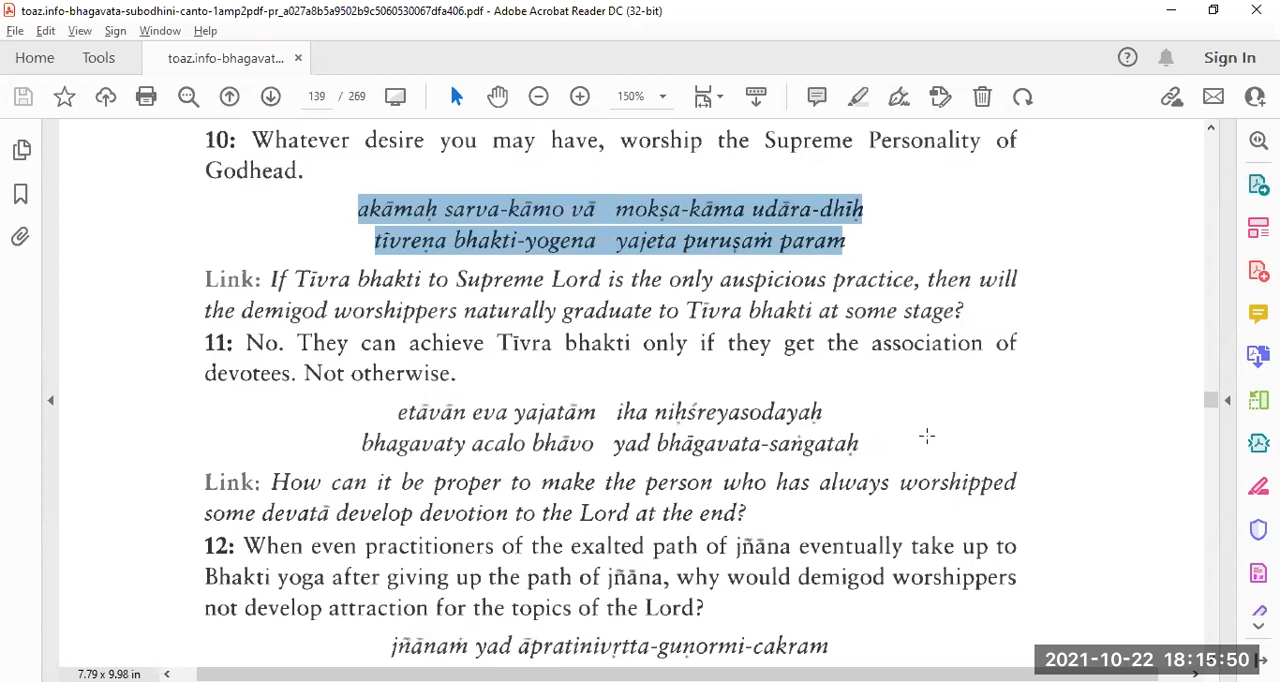 toaz.info-bhagavata-subodhini-canto-1amp2pdf-pr_a027a8b5a9502b9c5060530067dfa406.pdf - Adobe Acrobat Reader DC (32-bit)
File Edit View Sign Window Help
Home Tools toaz.info-bhagavat... × Sign In
139 / 269 150%
10: Whatever desire you may have, worship the Supreme Personality of
Godhead.
akāmaḥ sarva-kāmo vā mokṣa-kāma udāra-dhīḥ
tīvreṇa bhakti-yogena yajeta puruṣaṁ param
Link: If Tīvra bhakti to Supreme Lord is the only auspicious practice, then will
the demigod worshippers naturally graduate to Tīvra bhakti at some stage?
11: No. They can achieve Tīvra bhakti only if they get the association of
devotees. Not otherwise.
etāvān eva yajatām iha niḥśreyasodayaḥ
bhagavaty acalo bhāvo yad bhāgavata-saṅgataḥ
Link: How can it be proper to make the person who has always worshipped
some devatā develop devotion to the Lord at the end?
12: When even practitioners of the exalted path of jñāna eventually take up to
Bhakti yoga after giving up the path of jñāna, why would demigod worshippers
not develop attraction for the topics of the Lord?
jñānaṁ yad āpratinivṛtta-guṇormi-cakram
2021-10-22 18:15:50
7.79 x 9.98 in